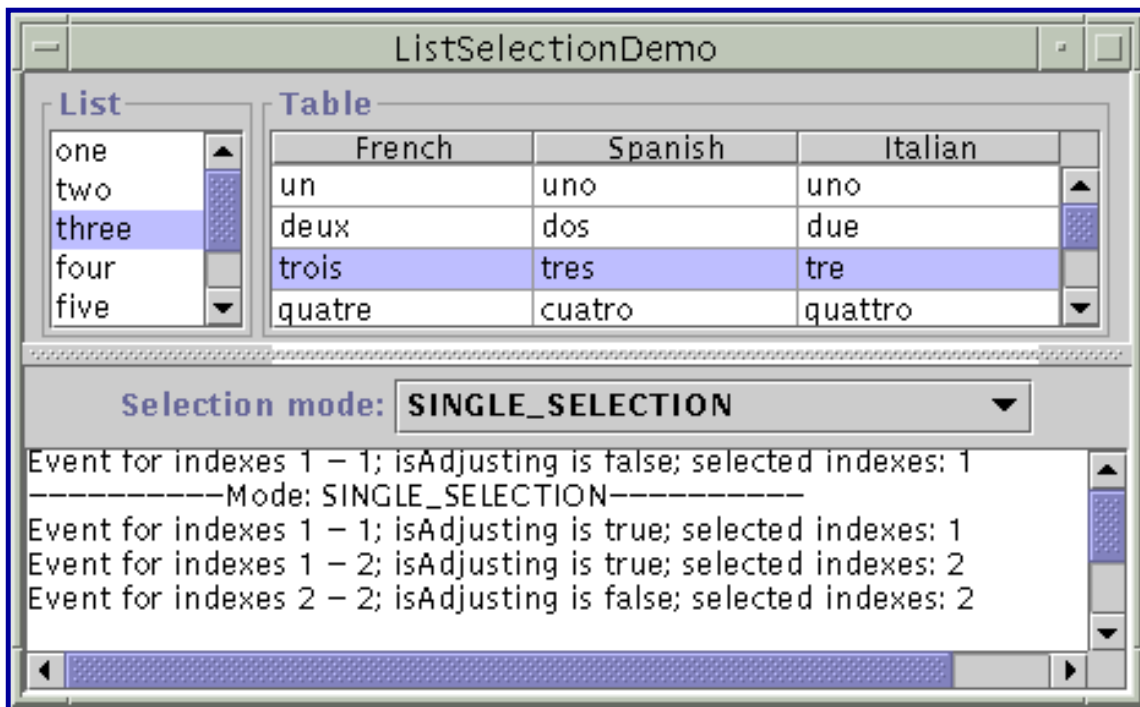 ListSelectionDemo
List
one
two
three
four
five
Table
French Spanish Italian
un uno uno
deux dos due
trois tres tre
quatre cuatro quattro
Selection mode: SINGLE_SELECTION
Event for indexes 1 – 1; isAdjusting is false; selected indexes: 1
––––––––––Mode: SINGLE_SELECTION––––––––––
Event for indexes 1 – 1; isAdjusting is true; selected indexes: 1
Event for indexes 1 – 2; isAdjusting is true; selected indexes: 2
Event for indexes 2 – 2; isAdjusting is false; selected indexes: 2